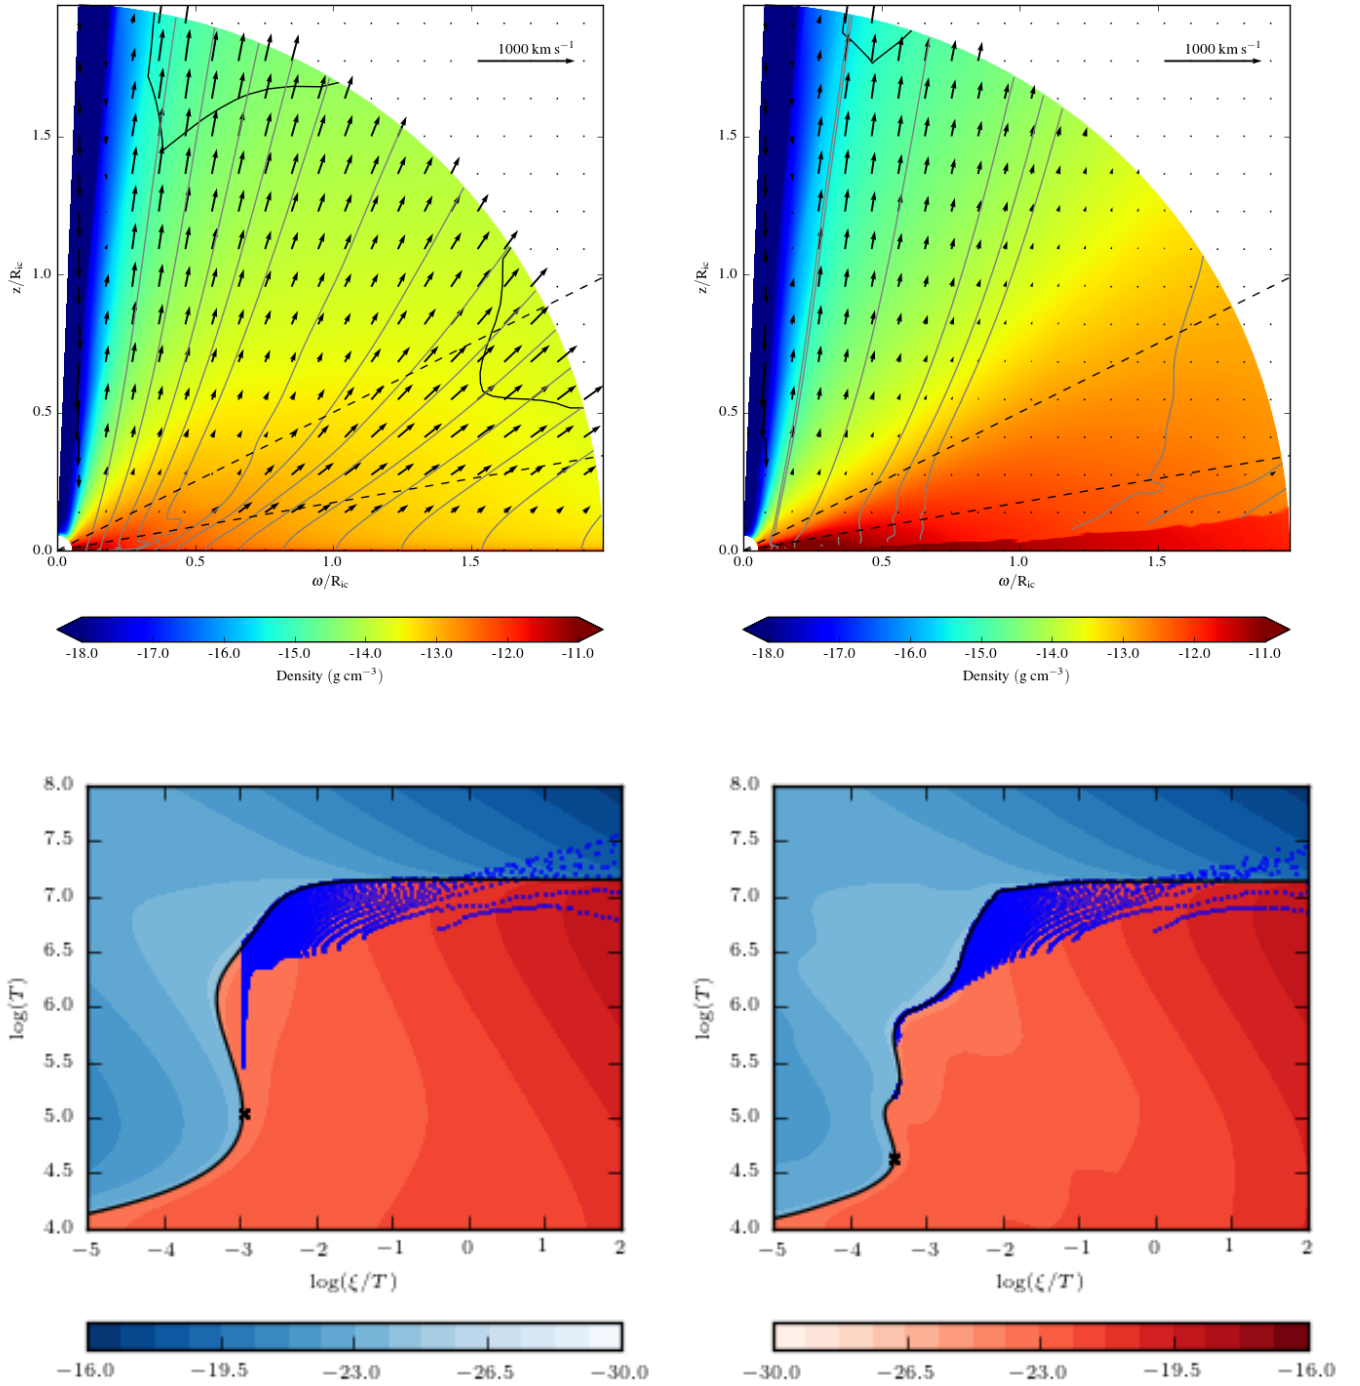 1000 km s⁻¹
1.5
1.0
0.5
0.0
z/R_ic
0.0 0.5 1.0 1.5
ω/R_ic
-18.0 -17.0 -16.0 -15.0 -14.0 -13.0 -12.0 -11.0
Density (g cm⁻³)
1000 km s⁻¹
1.5
1.0
0.5
0.0
z/R_ic
0.0 0.5 1.0 1.5
ω/R_ic
-18.0 -17.0 -16.0 -15.0 -14.0 -13.0 -12.0 -11.0
Density (g cm⁻³)
8.0
7.5
7.0
6.5
6.0
5.5
5.0
4.5
4.0
log(T)
−5 −4 −3 −2 −1 0 1 2
log(ξ/T)
−16.0 −19.5 −23.0 −26.5 −30.0
8.0
7.5
7.0
6.5
6.0
5.5
5.0
4.5
4.0
log(T)
−5 −4 −3 −2 −1 0 1 2
log(ξ/T)
−30.0 −26.5 −23.0 −19.5 −16.0